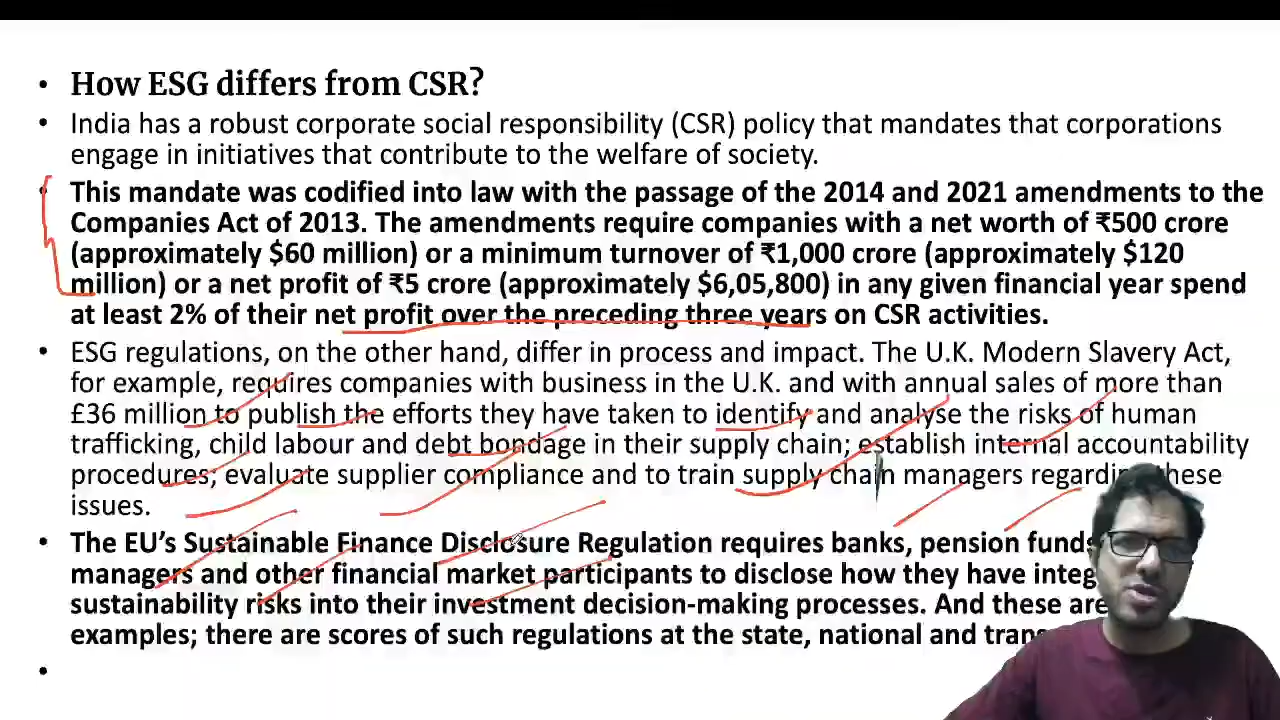 • How ESG differs from CSR?
• India has a robust corporate social responsibility (CSR) policy that mandates that corporations
engage in initiatives that contribute to the welfare of society.
• This mandate was codified into law with the passage of the 2014 and 2021 amendments to the
Companies Act of 2013. The amendments require companies with a net worth of ₹500 crore
(approximately $60 million) or a minimum turnover of ₹1,000 crore (approximately $120
million) or a net profit of ₹5 crore (approximately $6,05,800) in any given financial year spend
at least 2% of their net profit over the preceding three years on CSR activities.
• ESG regulations, on the other hand, differ in process and impact. The U.K. Modern Slavery Act,
for example, requires companies with business in the U.K. and with annual sales of more than
£36 million to publish the efforts they have taken to identify and analyse the risks of human
trafficking, child labour and debt bondage in their supply chain; establish internal accountability
procedures; evaluate supplier compliance and to train supply chain managers regarding these
issues.
• The EU’s Sustainable Finance Disclosure Regulation requires banks, pension funds
managers and other financial market participants to disclose how they have
sustainability risks into their investment decision-making processes. And these are
examples; there are scores of such regulations at the state, national and
•